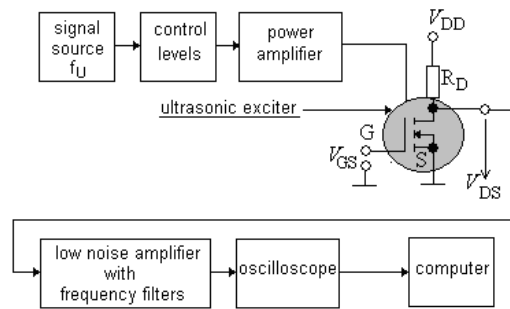 signal
source
fU
control
levels
power
amplifier
VDD
RD
ultrasonic exciter
G
VGS
S
VDS
low noise amplifier
with
frequency filters
oscilloscope
computer